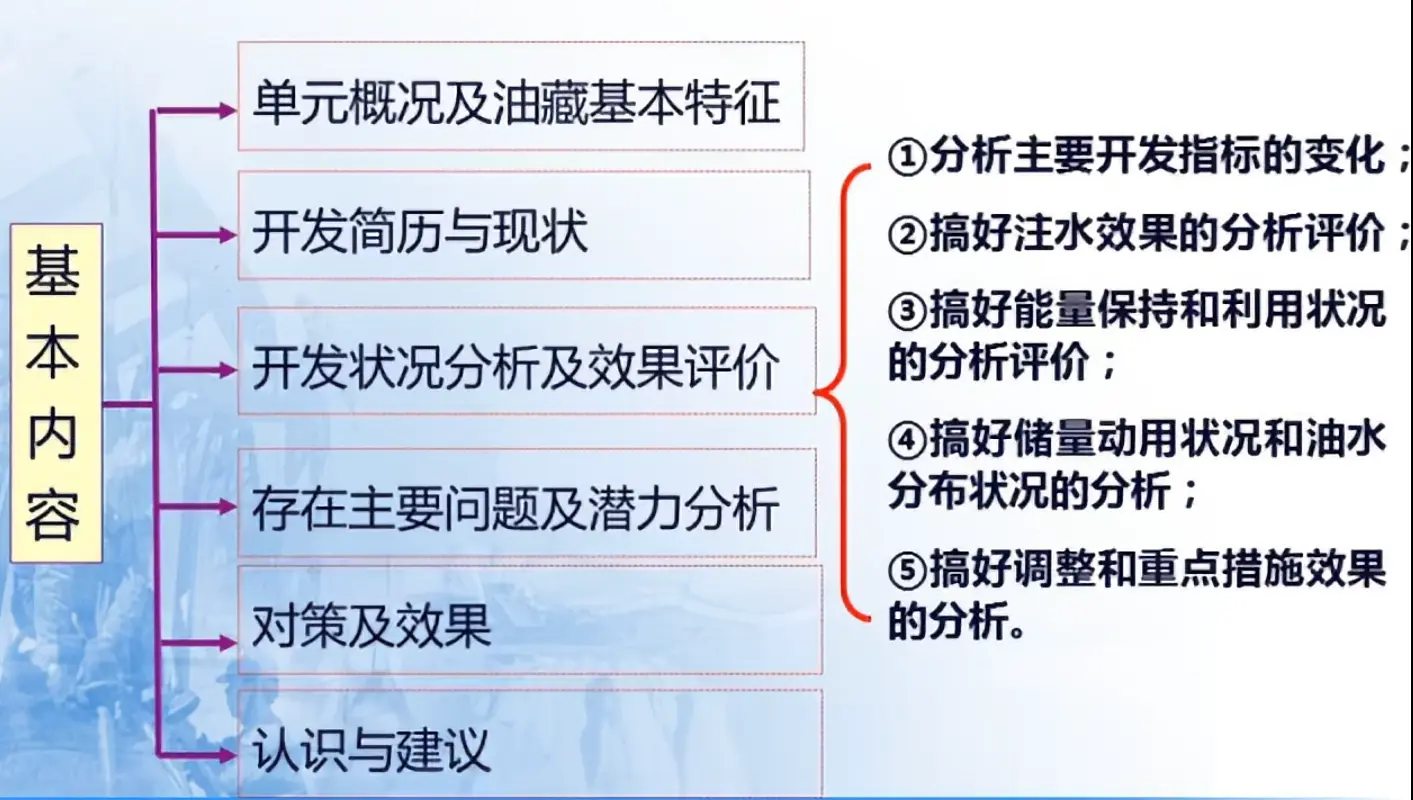 基本内容
单元概况及油藏基本特征
开发简历与现状
开发状况分析及效果评价
存在主要问题及潜力分析
对策及效果
认识与建议
①分析主要开发指标的变化；
②搞好注水效果的分析评价；
③搞好能量保持和利用状况
的分析评价；
④搞好储量动用状况和油水
分布状况的分析；
⑤搞好调整和重点措施效果
的分析。